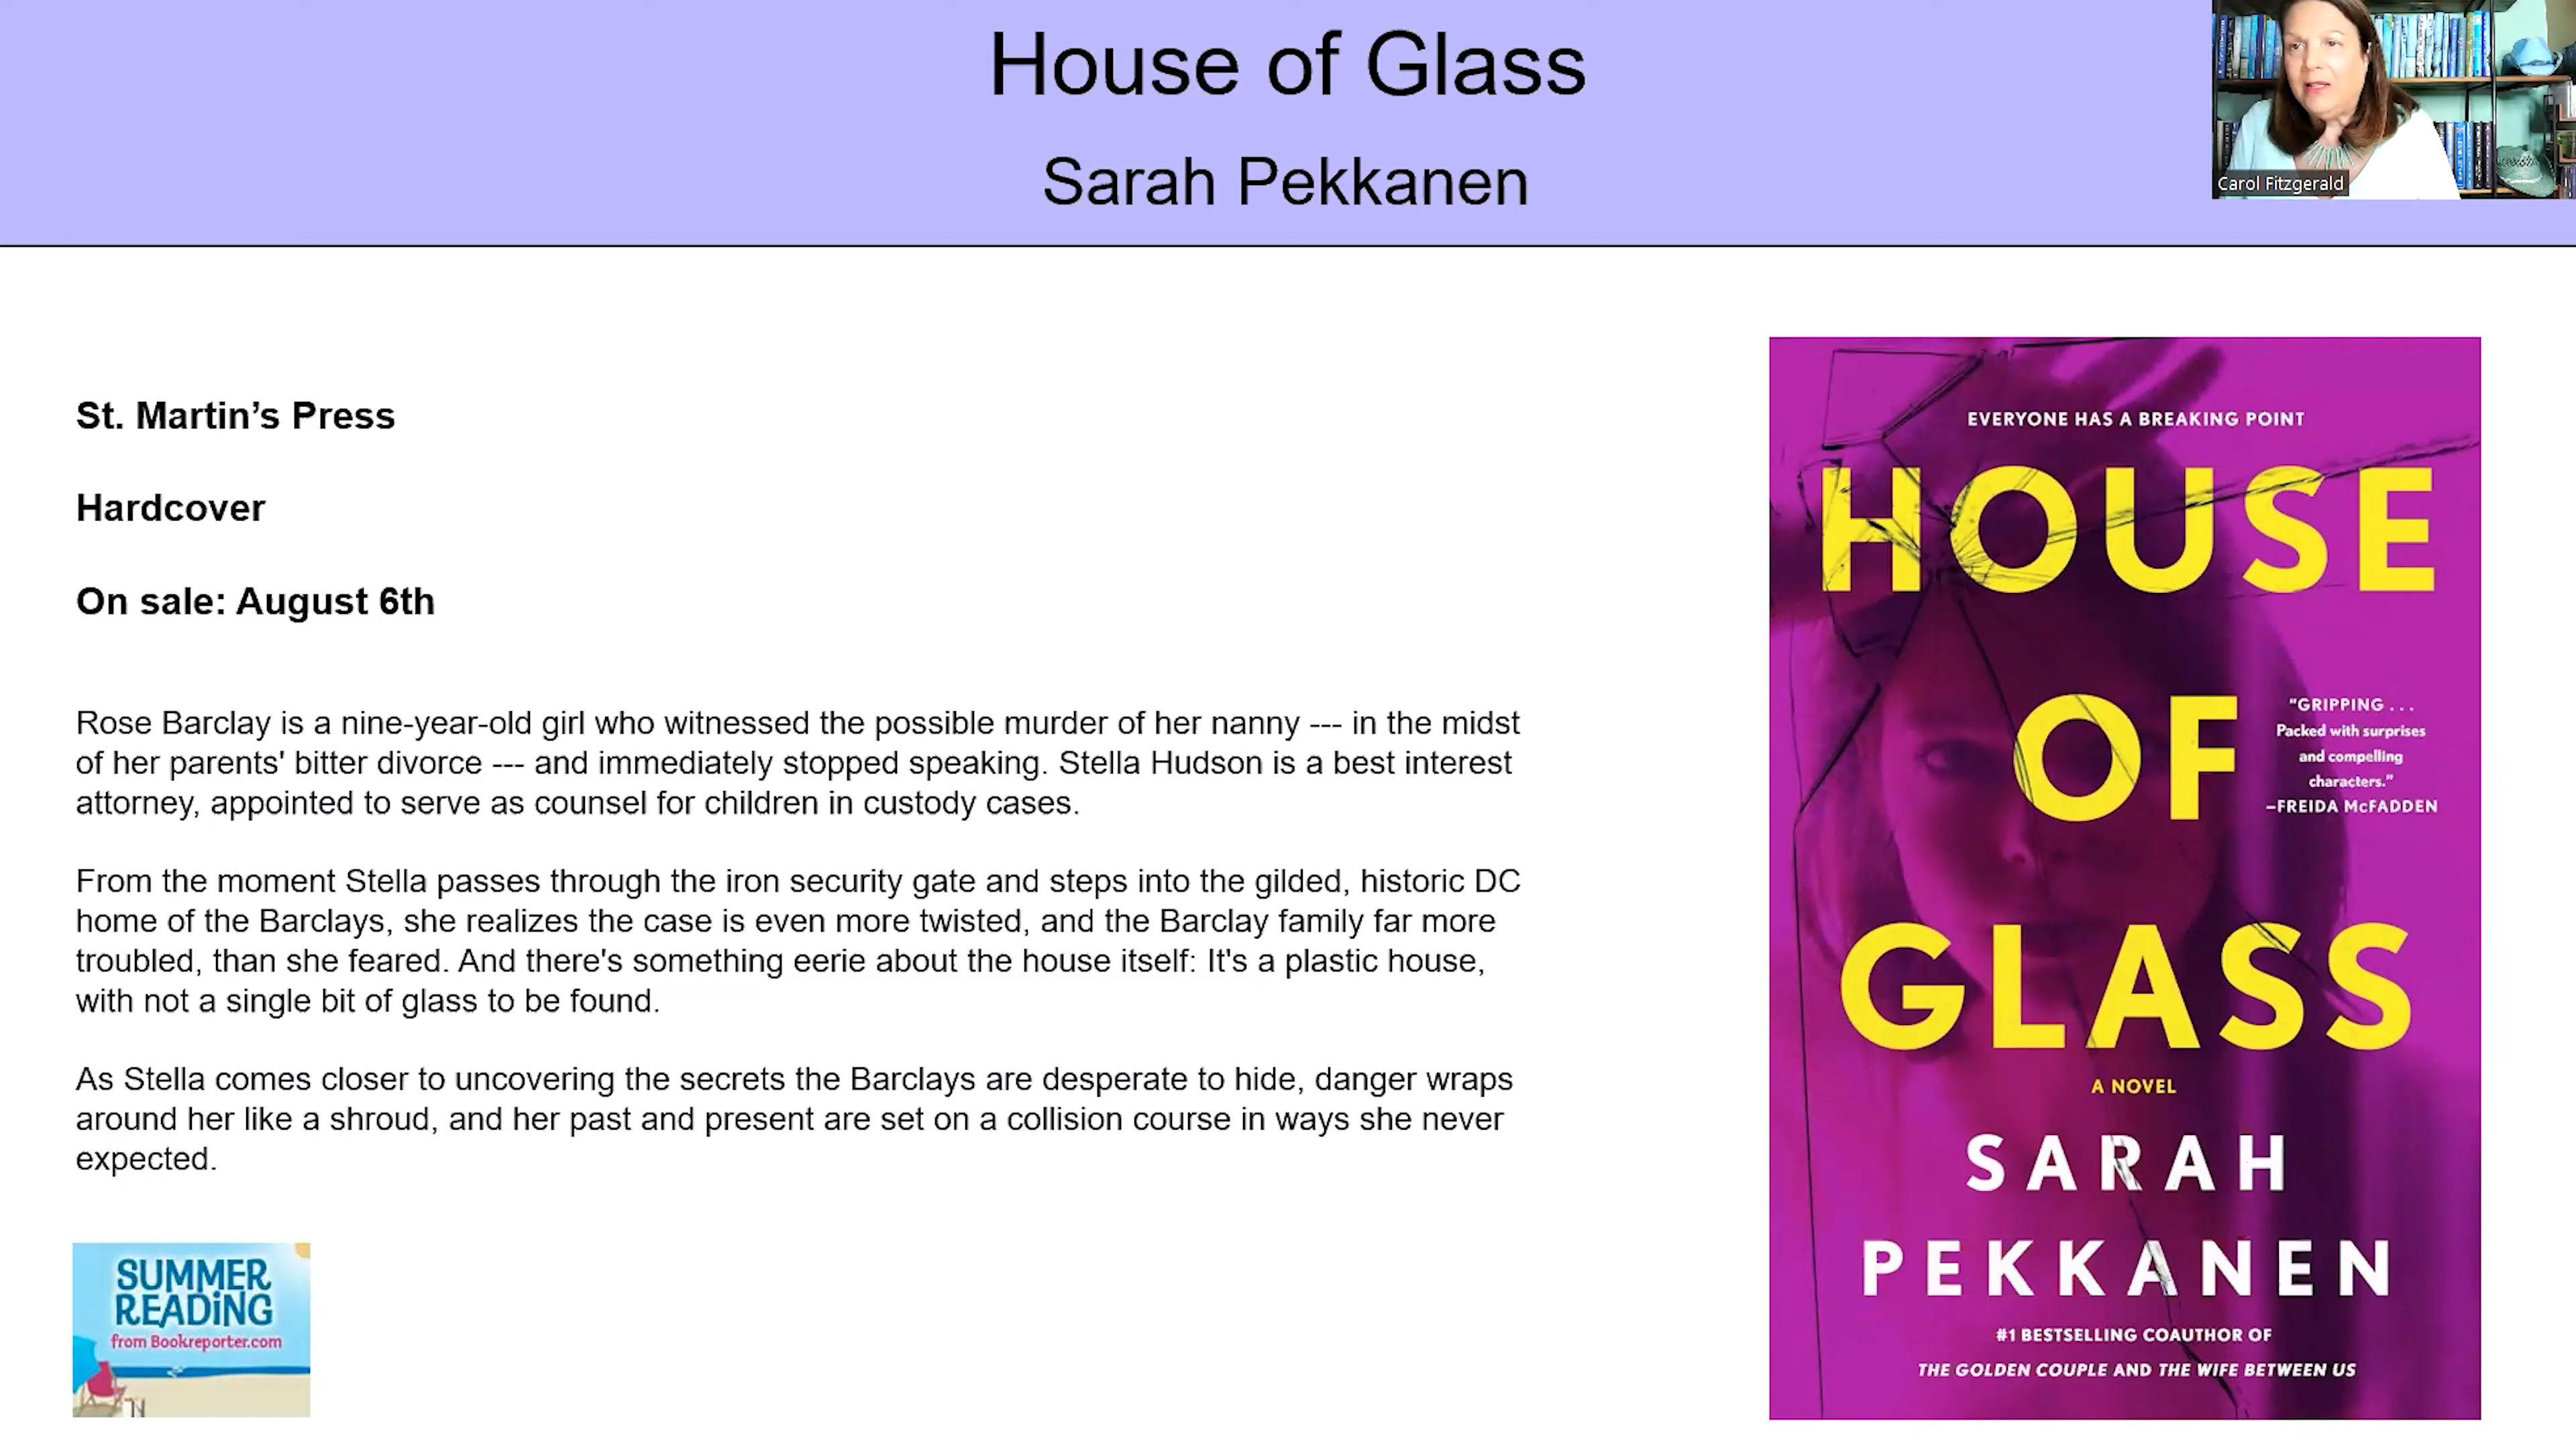 House of Glass
Sarah Pekkanen
Carol Fitzgerald
St. Martin’s Press
Hardcover
On sale: August 6th
Rose Barclay is a nine-year-old girl who witnessed the possible murder of her nanny --- in the midst
of her parents' bitter divorce --- and immediately stopped speaking. Stella Hudson is a best interest
attorney, appointed to serve as counsel for children in custody cases.
From the moment Stella passes through the iron security gate and steps into the gilded, historic DC
home of the Barclays, she realizes the case is even more twisted, and the Barclay family far more
troubled, than she feared. And there's something eerie about the house itself: It's a plastic house,
with not a single bit of glass to be found.
As Stella comes closer to uncovering the secrets the Barclays are desperate to hide, danger wraps
around her like a shroud, and her past and present are set on a collision course in ways she never
expected.
SUMMER
READiNG
from Bookreporter.com
EVERYONE HAS A BREAKING POINT
HOUSE
OF
“GRIPPING . . .
Packed with surprises
and compelling
characters.”
–FREIDA McFADDEN
GLASS
A NOVEL
SARAH
PEKKANEN
#1 BESTSELLING COAUTHOR OF
THE GOLDEN COUPLE AND THE WIFE BETWEEN US